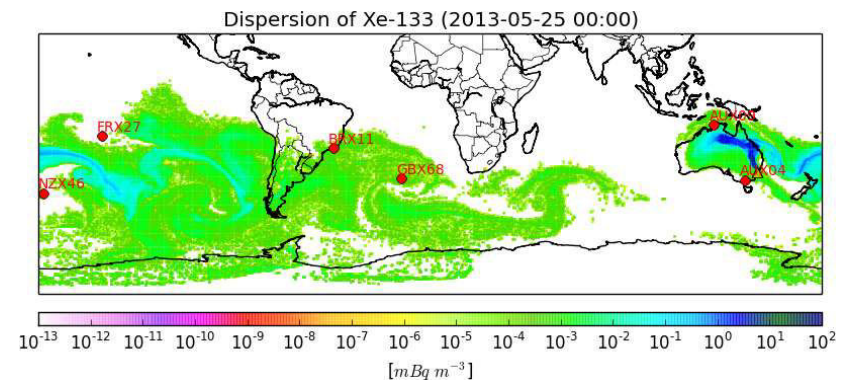 Dispersion of Xe-133 (2013-05-25 00:00)
FRX27
BRX11
AUX09
GBX68
AUX04
NZX46
10^-13 10^-12 10^-11 10^-10 10^-9 10^-8 10^-7 10^-6 10^-5 10^-4 10^-3 10^-2 10^-1 10^0 10^1 10^2
[mBq m^-3]